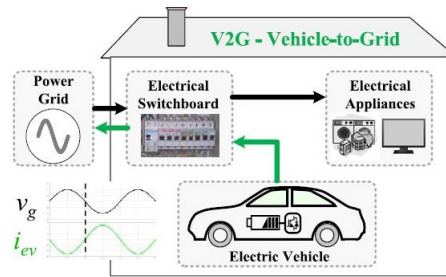 V2G - Vehicle-to-Grid
Power
Grid
Electrical
Switchboard
Electrical
Appliances
v_g
i_ev
Electric Vehicle